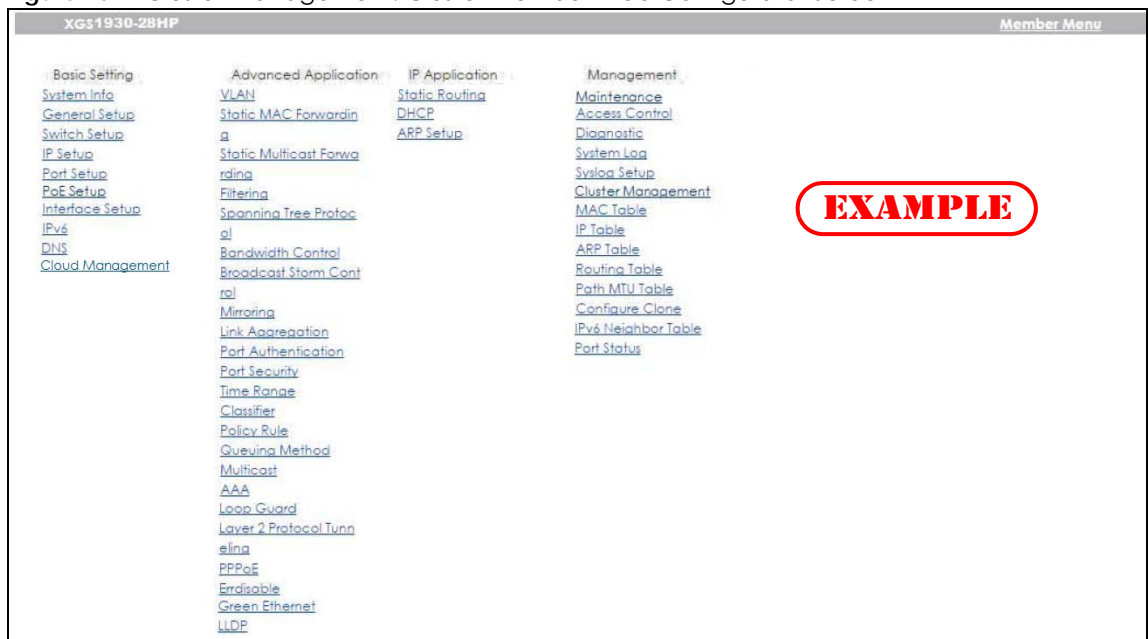 XGS1930-28HP
Member Menu
Basic Setting
System Info
General Setup
Switch Setup
IP Setup
Port Setup
PoE Setup
Interface Setup
IPv6
DNS
Cloud Management
Advanced Application
VLAN
Static MAC Forwardin
g
Static Multicast Forwa
rding
Filtering
Spanning Tree Protoc
ol
Bandwidth Control
Broadcast Storm Cont
rol
Mirroring
Link Aggregation
Port Authentication
Port Security
Time Range
Classifier
Policy Rule
Queuing Method
Multicast
AAA
Loop Guard
Layer 2 Protocol Tunn
eling
PPPoE
Errdisable
Green Ethernet
LLDP
IP Application
Static Routing
DHCP
ARP Setup
Management
Maintenance
Access Control
Diagnostic
System Log
Syslog Setup
Cluster Management
MAC Table
IP Table
ARP Table
Routing Table
Path MTU Table
Configure Clone
IPv6 Neighbor Table
Port Status
EXAMPLE